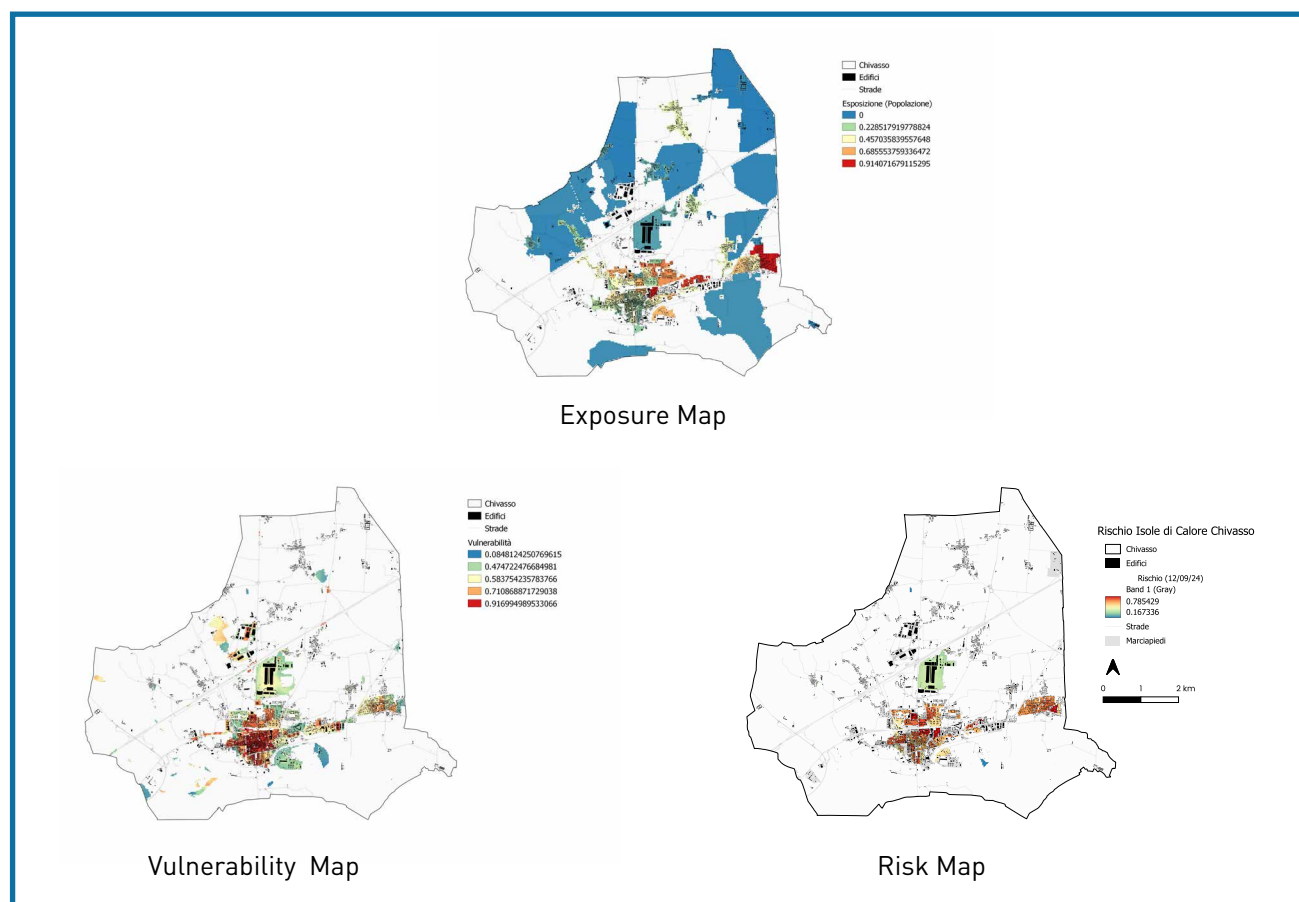 Chivasso
Edifici
Strade
Esposizione (Popolazione)
0
0.228517919778824
0.457035839557648
0.685553759336472
0.914071679115295
Exposure Map
Chivasso
Edifici
Strade
Vulnerabilità
0.0848124250769615
0.474722476684981
0.583754235783766
0.710868871729038
0.916994989533066
Vulnerability Map
Rischio Isole di Calore Chivasso
Chivasso
Edifici
Rischio (12/09/24)
Band 1 (Gray)
0.785429
0.167336
Strade
Marciapiedi
0 1 2 km
Risk Map